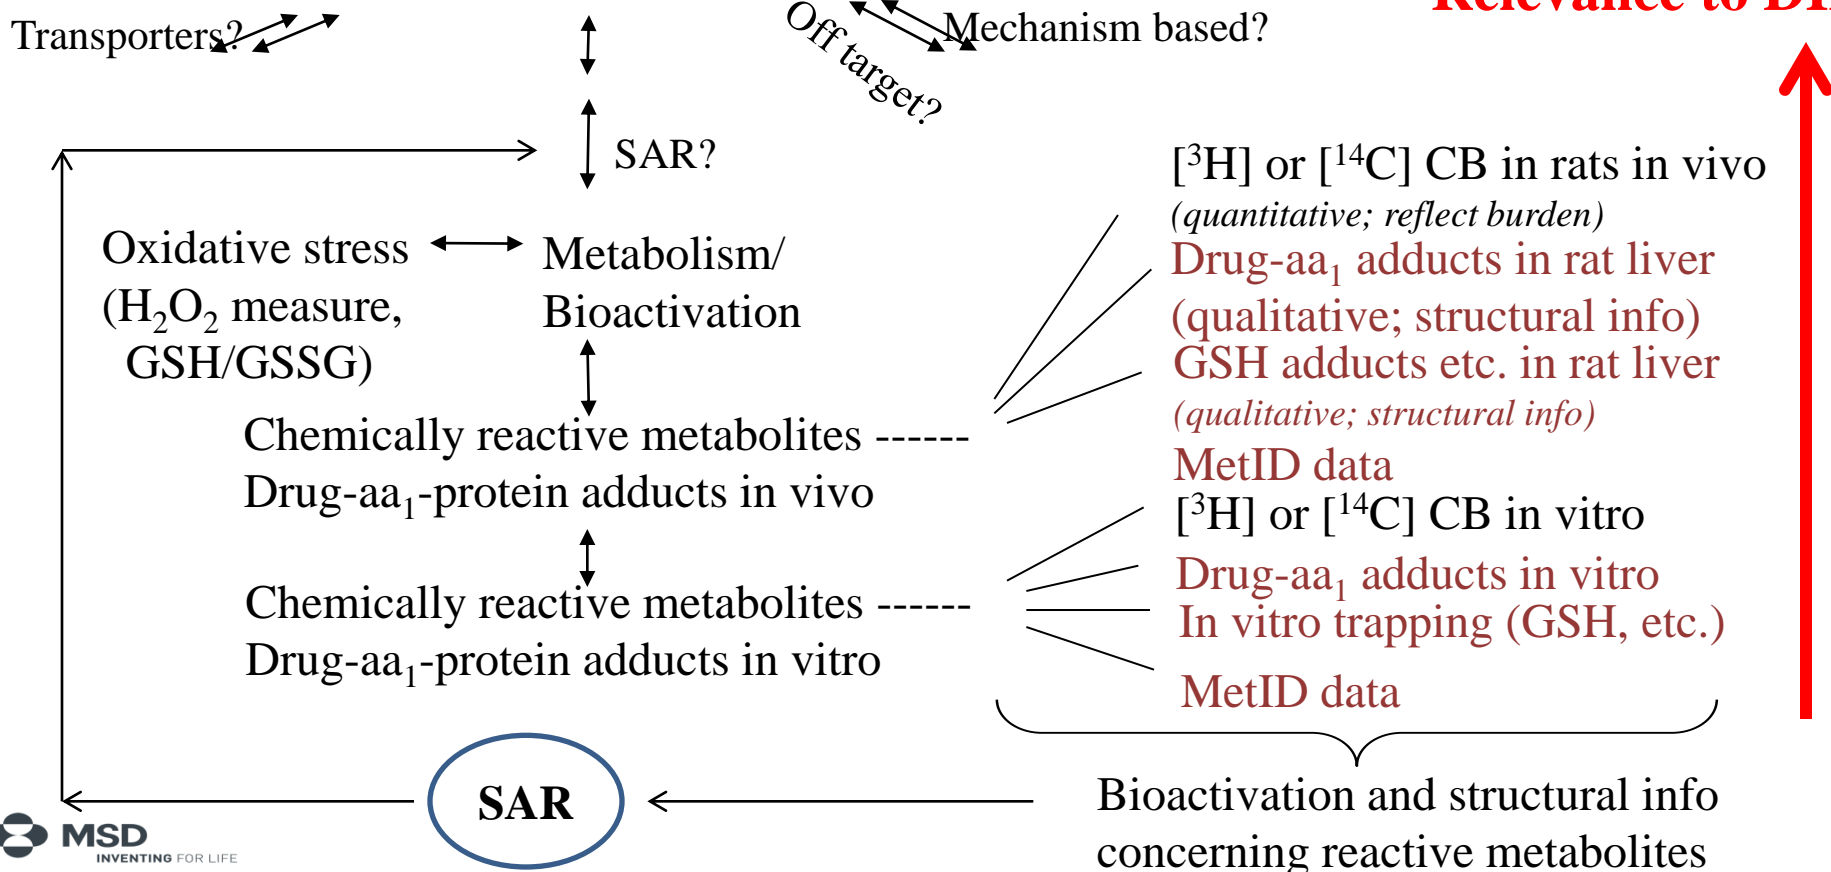 Relevance to
Transporters?
Off target?
Mechanism based?
SAR?
Oxidative stress
(H₂O₂ measure,
GSH/GSSG)
Metabolism/
Bioactivation
Chemically reactive metabolites ------
Drug-aa₁-protein adducts in vivo
Chemically reactive metabolites ------
Drug-aa₁-protein adducts in vitro
[³H] or [¹⁴C] CB in rats in vivo
(quantitative; reflect burden)
Drug-aa₁ adducts in rat liver
(qualitative; structural info)
GSH adducts etc. in rat liver
(qualitative; structural info)
MetID data
[³H] or [¹⁴C] CB in vitro
Drug-aa₁ adducts in vitro
In vitro trapping (GSH, etc.)
MetID data
SAR
Bioactivation and structural info
concerning reactive metabolites
MSD
INVENTING FOR LIFE